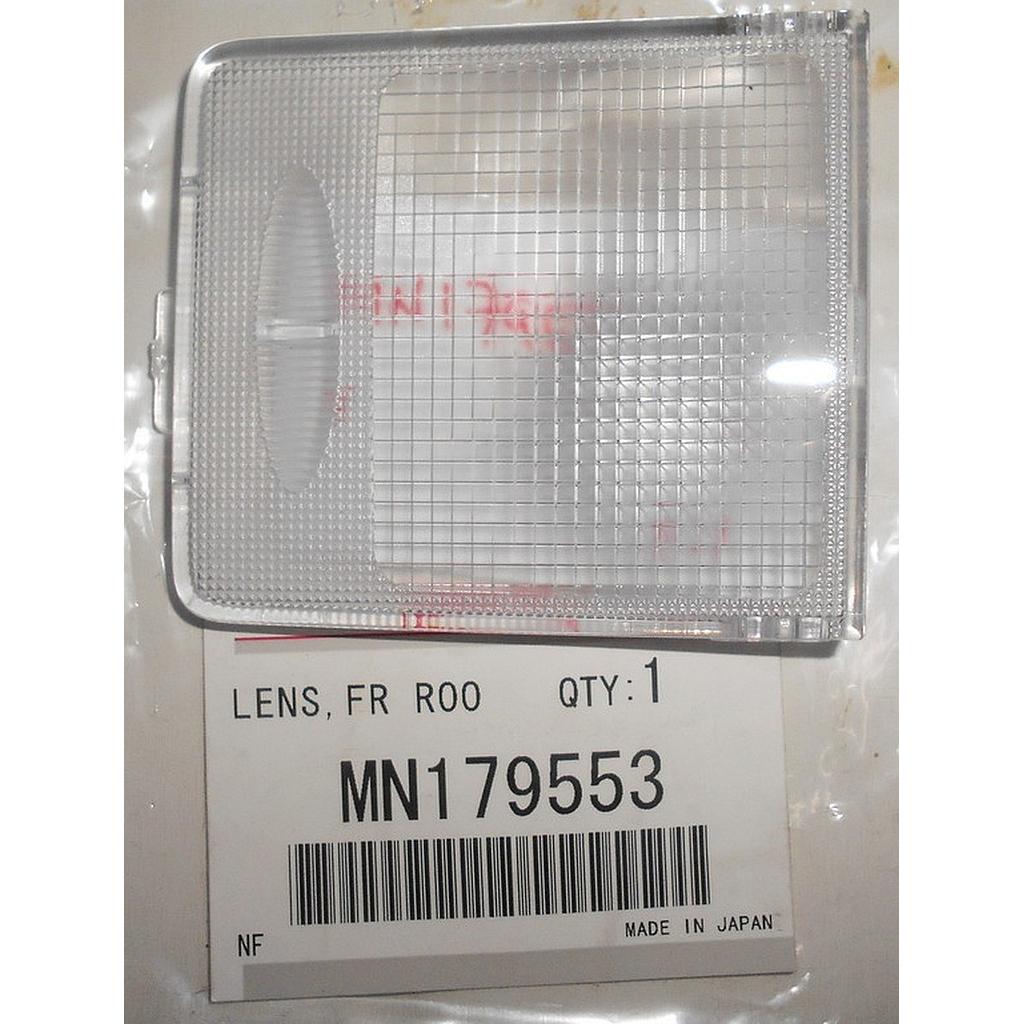 LENS, FR ROO QTY:1
MN179553
NF
MADE IN JAPAN